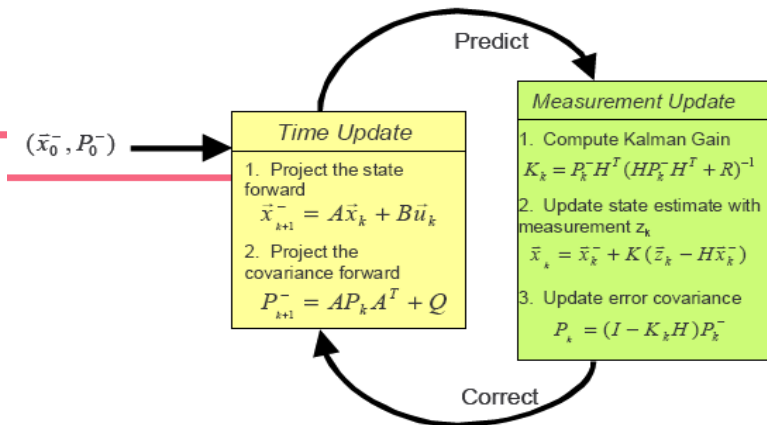 Predict
(x⃗₀⁻, P₀⁻)
Time Update
1. Project the state
forward
x⃗⁻ₖ₊₁ = Ax⃗ₖ + Bu⃗ₖ
2. Project the
covariance forward
P⁻ₖ₊₁ = APₖAᵀ + Q
Measurement Update
1. Compute Kalman Gain
Kₖ = Pₖ⁻Hᵀ(HPₖ⁻Hᵀ + R)⁻¹
2. Update state estimate with
measurement zₖ
x⃗ₖ = x⃗ₖ⁻ + K(z⃗ₖ − Hx⃗ₖ⁻)
3. Update error covariance
Pₖ = (I − KₖH)Pₖ⁻
Correct